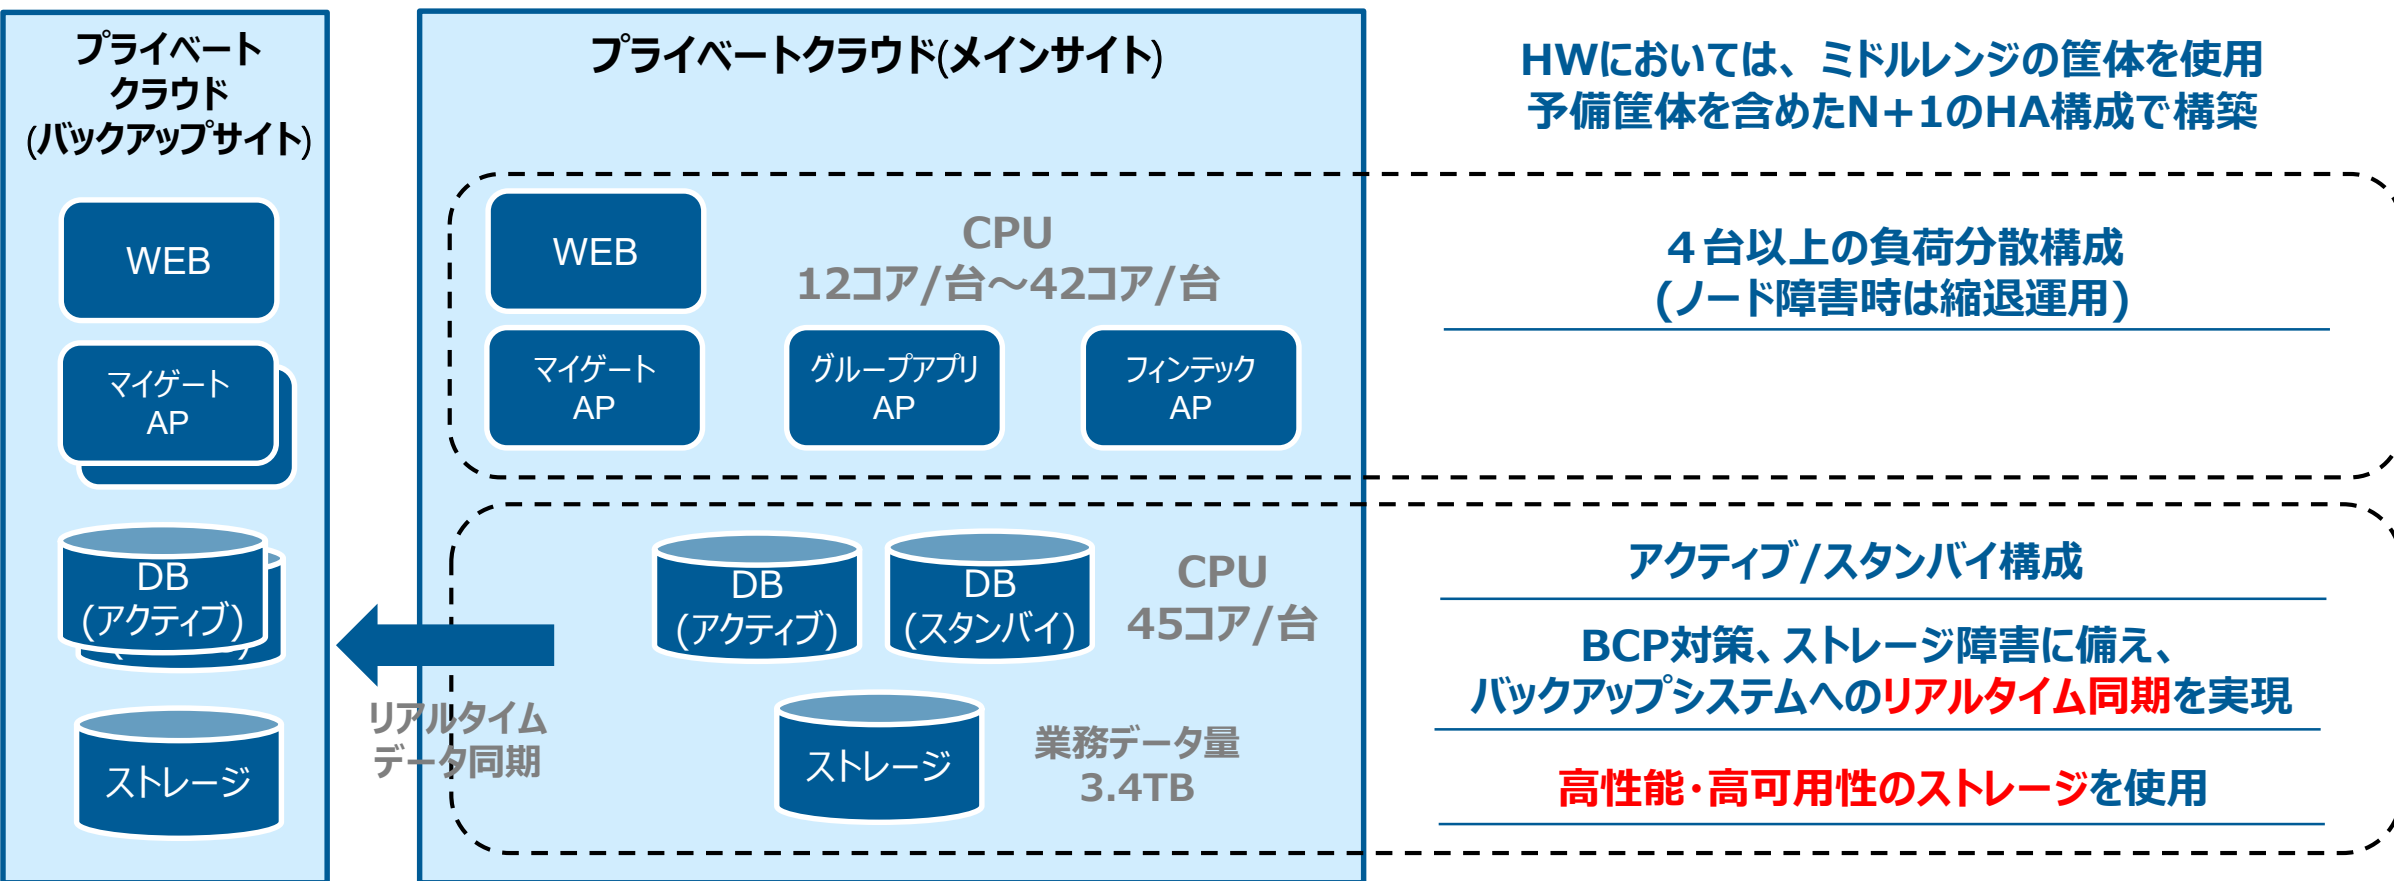 プライベート
クラウド
(バックアップサイト)
WEB
マイゲート
AP
DB
(アクティブ)
ストレージ
プライベートクラウド(メインサイト)
WEB
CPU
12コア/台～42コア/台
マイゲート
AP
グループアプリ
AP
フィンテック
AP
DB
(アクティブ)
DB
(スタンバイ)
CPU
45コア/台
リアルタイム
データ同期
ストレージ
業務データ量
3.4TB
HWにおいては、ミドルレンジの筐体を使用
予備筐体を含めたN+1のHA構成で構築
４台以上の負荷分散構成
(ノード障害時は縮退運用)
アクティブ/スタンバイ構成
BCP対策、ストレージ障害に備え、
バックアップシステムへのリアルタイム同期を実現
高性能・高可用性のストレージを使用